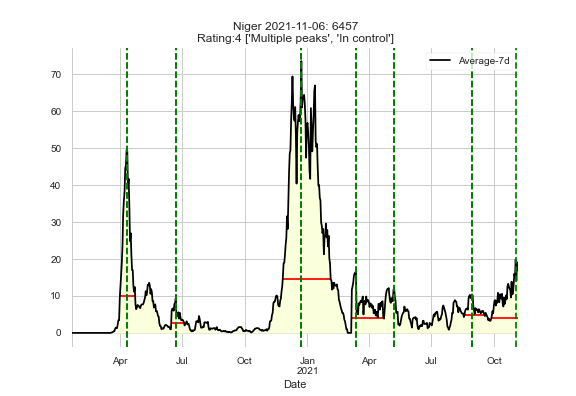 Niger 2021-11-06: 6457
Rating:4 ['Multiple peaks', 'In control']
Average-7d
70
60
50
40
30
20
10
0
Apr Jul Oct Jan Apr Jul Oct
2021
Date